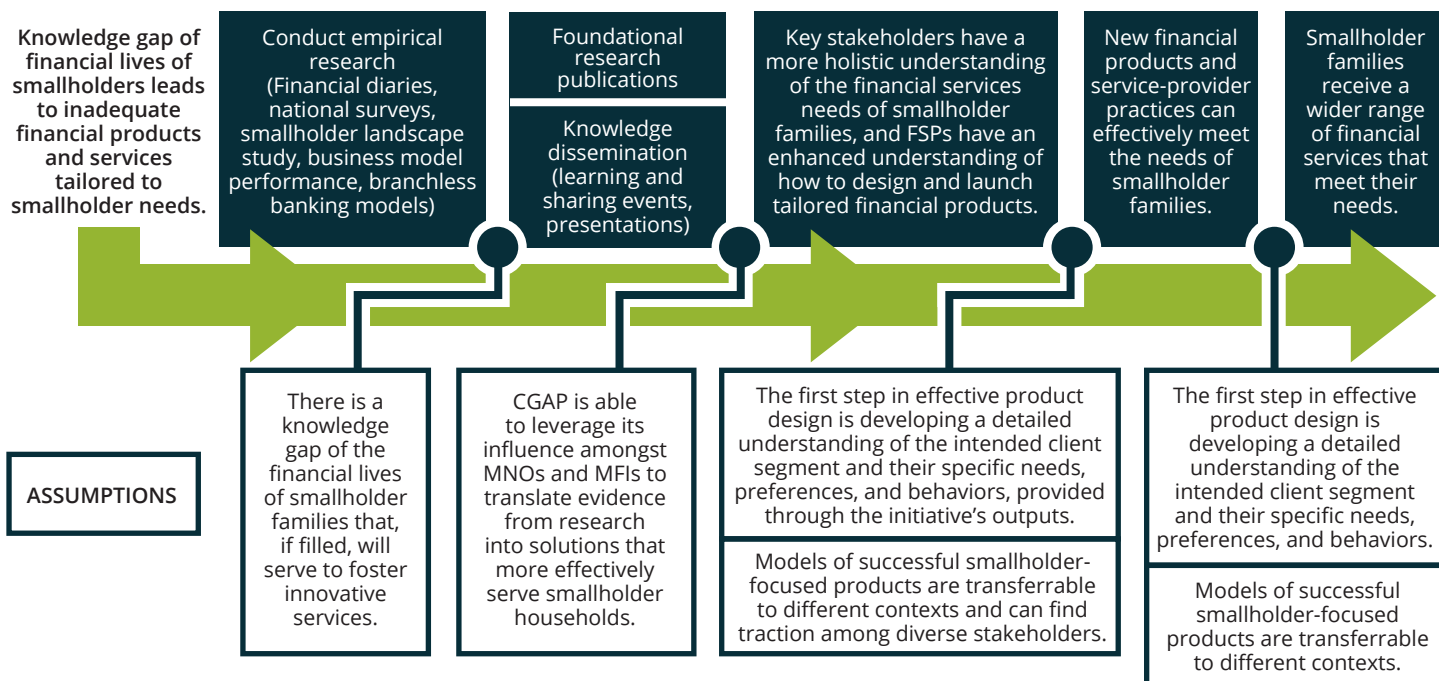 Knowledge gap of
financial lives of
smallholders leads
to inadequate
financial products
and services
tailored to
smallholder needs.
Conduct empirical
research
(Financial diaries,
national surveys,
smallholder landscape
study, business model
performance, branchless
banking models)
Foundational
research
publications
Knowledge
dissemination
(learning and
sharing events,
presentations)
Key stakeholders have a
more holistic understanding
of the financial services
needs of smallholder
families, and FSPs have an
enhanced understanding of
how to design and launch
tailored financial products.
New financial
products and
service-provider
practices can
effectively meet
the needs of
smallholder
families.
Smallholder
families
receive a
wider range
of financial
services that
meet their
needs.
ASSUMPTIONS
There is a
knowledge
gap of the
financial lives
of smallholder
families that,
if filled, will
serve to foster
innovative
services.
CGAP is able
to leverage its
influence amongst
MNOs and MFIs to
translate evidence
from research
into solutions that
more effectively
serve smallholder
households.
The first step in effective product
design is developing a detailed
understanding of the intended client
segment and their specific needs,
preferences, and behaviors, provided
through the initiative’s outputs.
Models of successful smallholder-
focused products are transferrable
to different contexts and can find
traction among diverse stakeholders.
The first step in effective
product design is
developing a detailed
understanding of the
intended client segment
and their specific needs,
preferences, and behaviors.
Models of successful
smallholder-focused
products are transferrable
to different contexts.